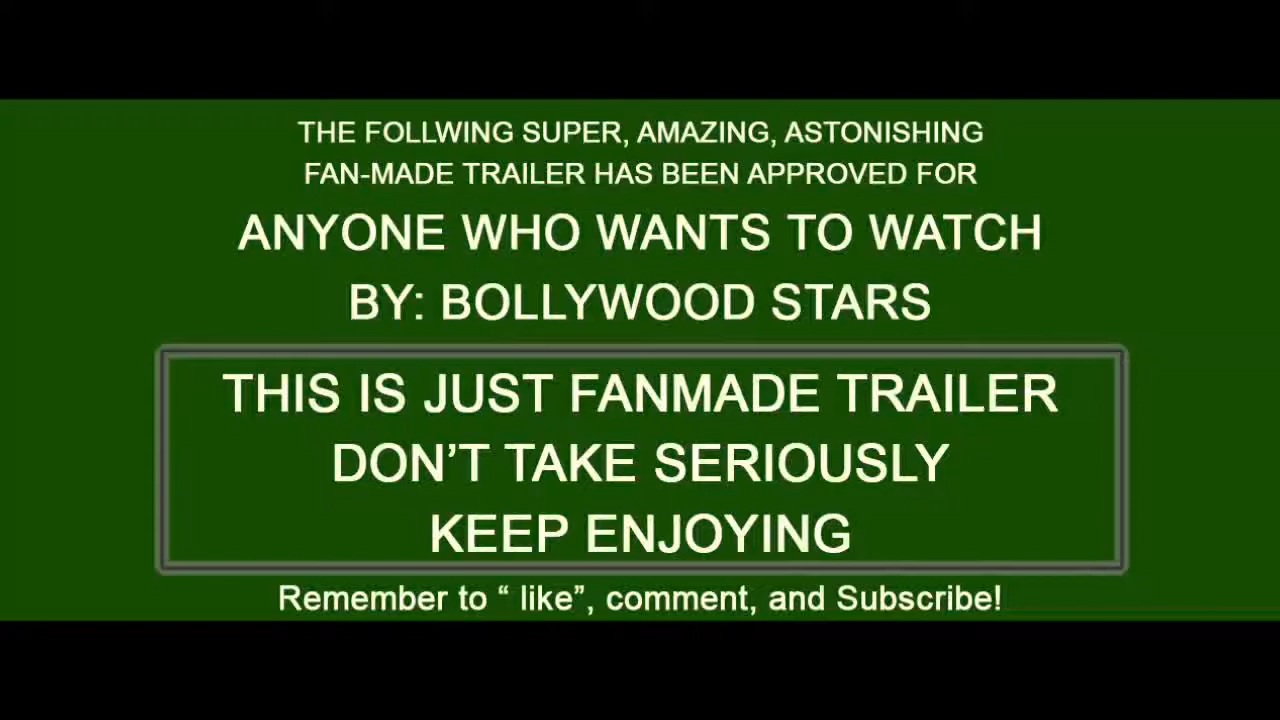 THE FOLLWING SUPER, AMAZING, ASTONISHING
FAN-MADE TRAILER HAS BEEN APPROVED FOR
ANYONE WHO WANTS TO WATCH
BY: BOLLYWOOD STARS
THIS IS JUST FANMADE TRAILER
DON’T TAKE SERIOUSLY
KEEP ENJOYING
Remember to “ like”, comment, and Subscribe!